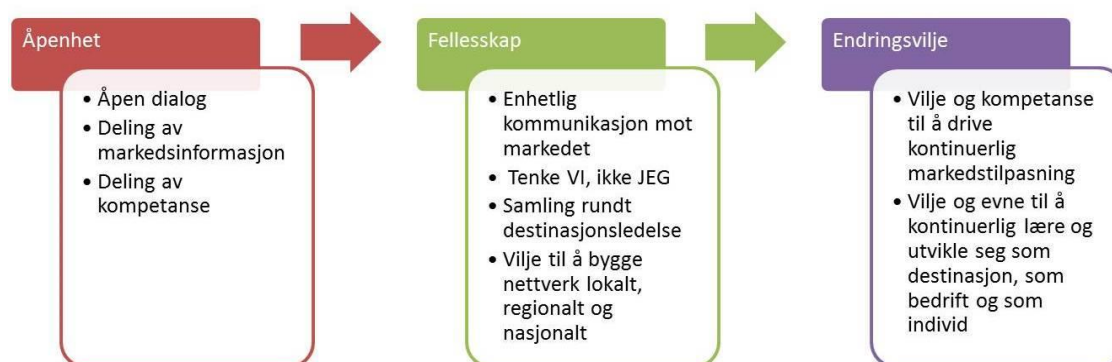 Åpenhet
• Åpen dialog
• Deling av
markedsinformasjon
• Deling av
kompetanse
Fellesskap
• Enhetlig
kommunikasjon mot
markedet
• Tenke VI, ikke JEG
• Samling rundt
destinasjonsledelse
• Vilje til å bygge
nettverk lokalt,
regionalt og
nasjonalt
Endringsvilje
• Vilje og kompetanse
til å drive
kontinuerlig
markedstilpasning
• Vilje og evne til å
kontinuerlig lære og
utvikle seg som
destinasjon, som
bedrift og som
individ